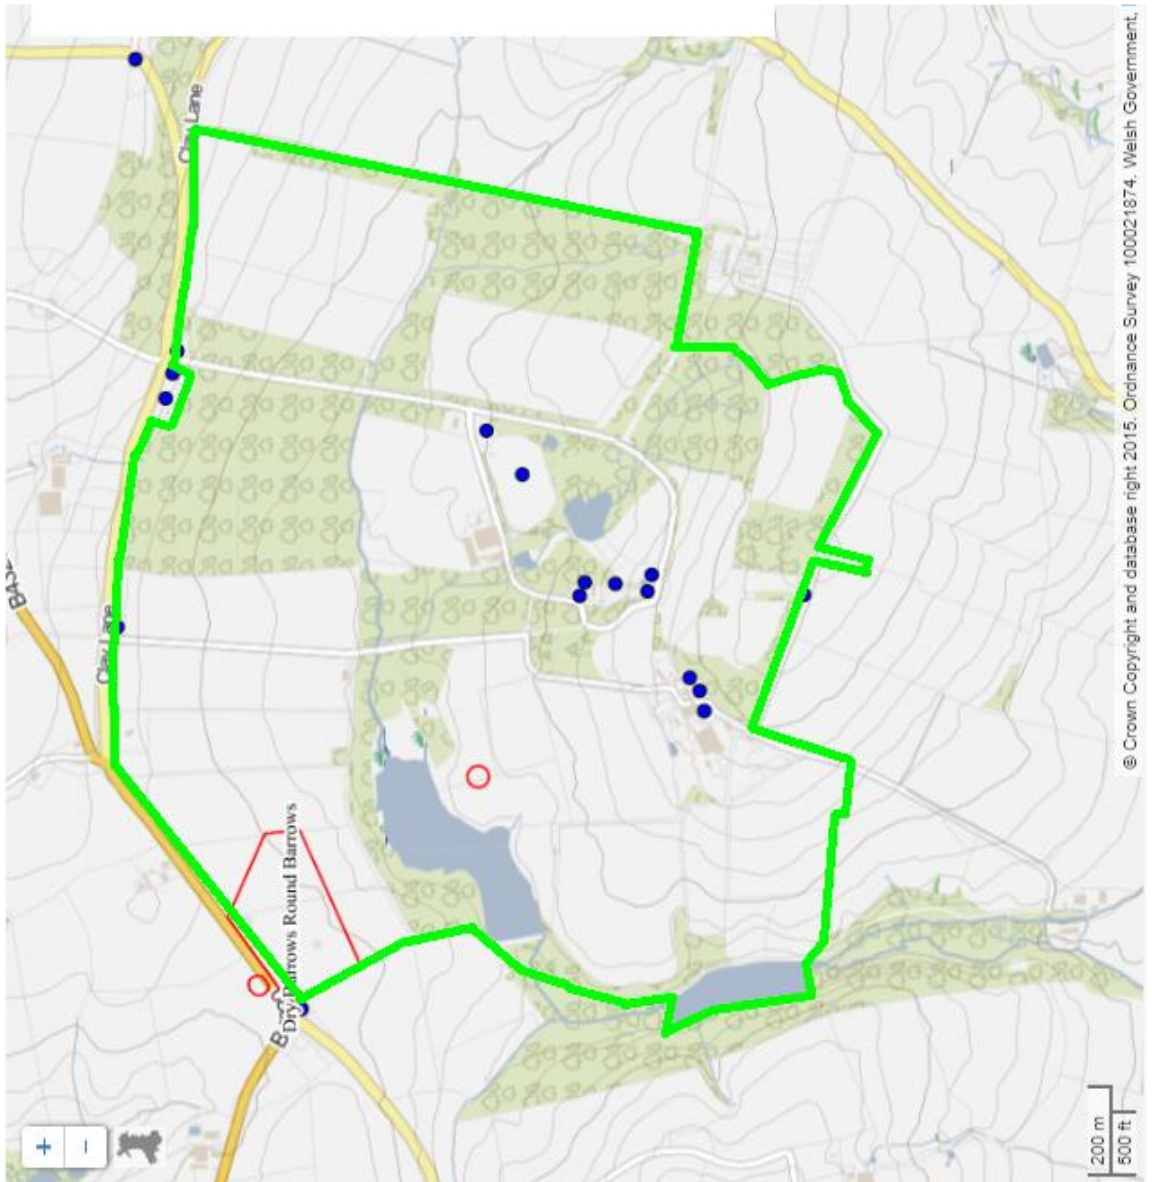 Clay Lane
Clay Lane
Dry Barrows Round Barrows
+
−
200 m
500 ft
© Crown Copyright and database right 2015. Ordnance Survey 100021874. Welsh Government,